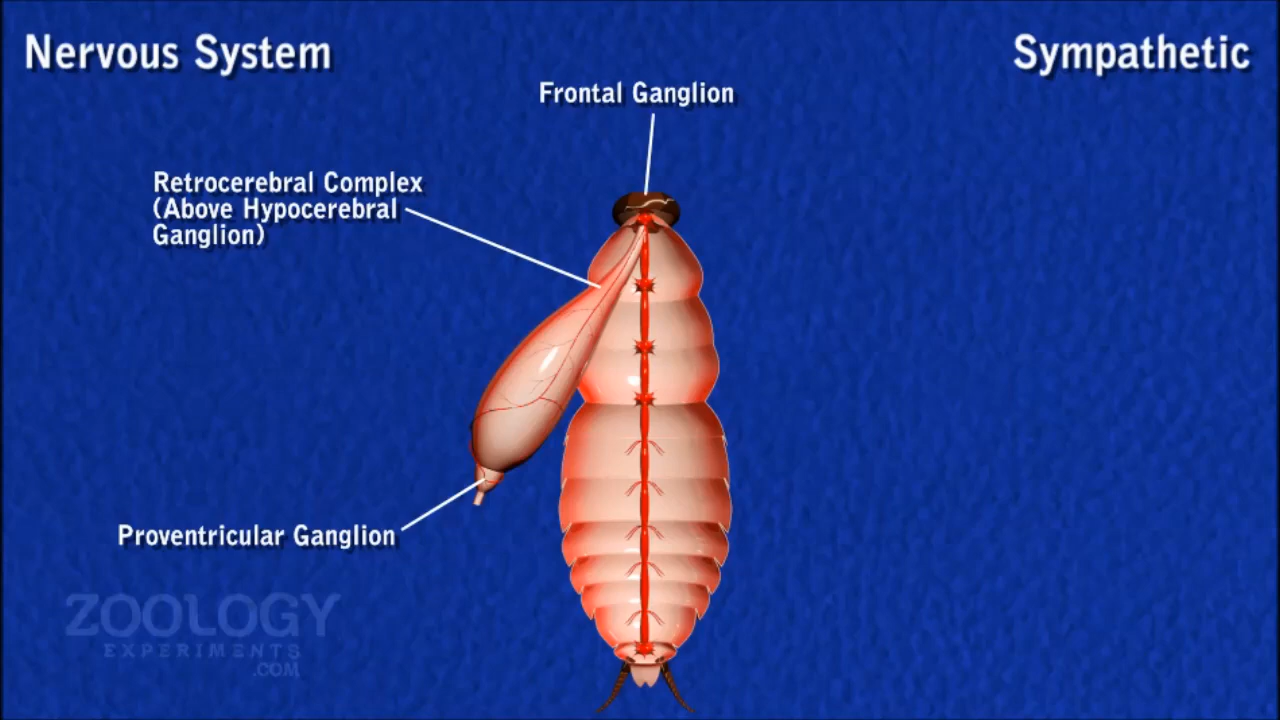 Nervous System
Sympathetic
Frontal Ganglion
Retrocerebral Complex
(Above Hypocerebral
Ganglion)
Proventricular Ganglion
ZOOLOGY
EXPERIMENTS
.COM